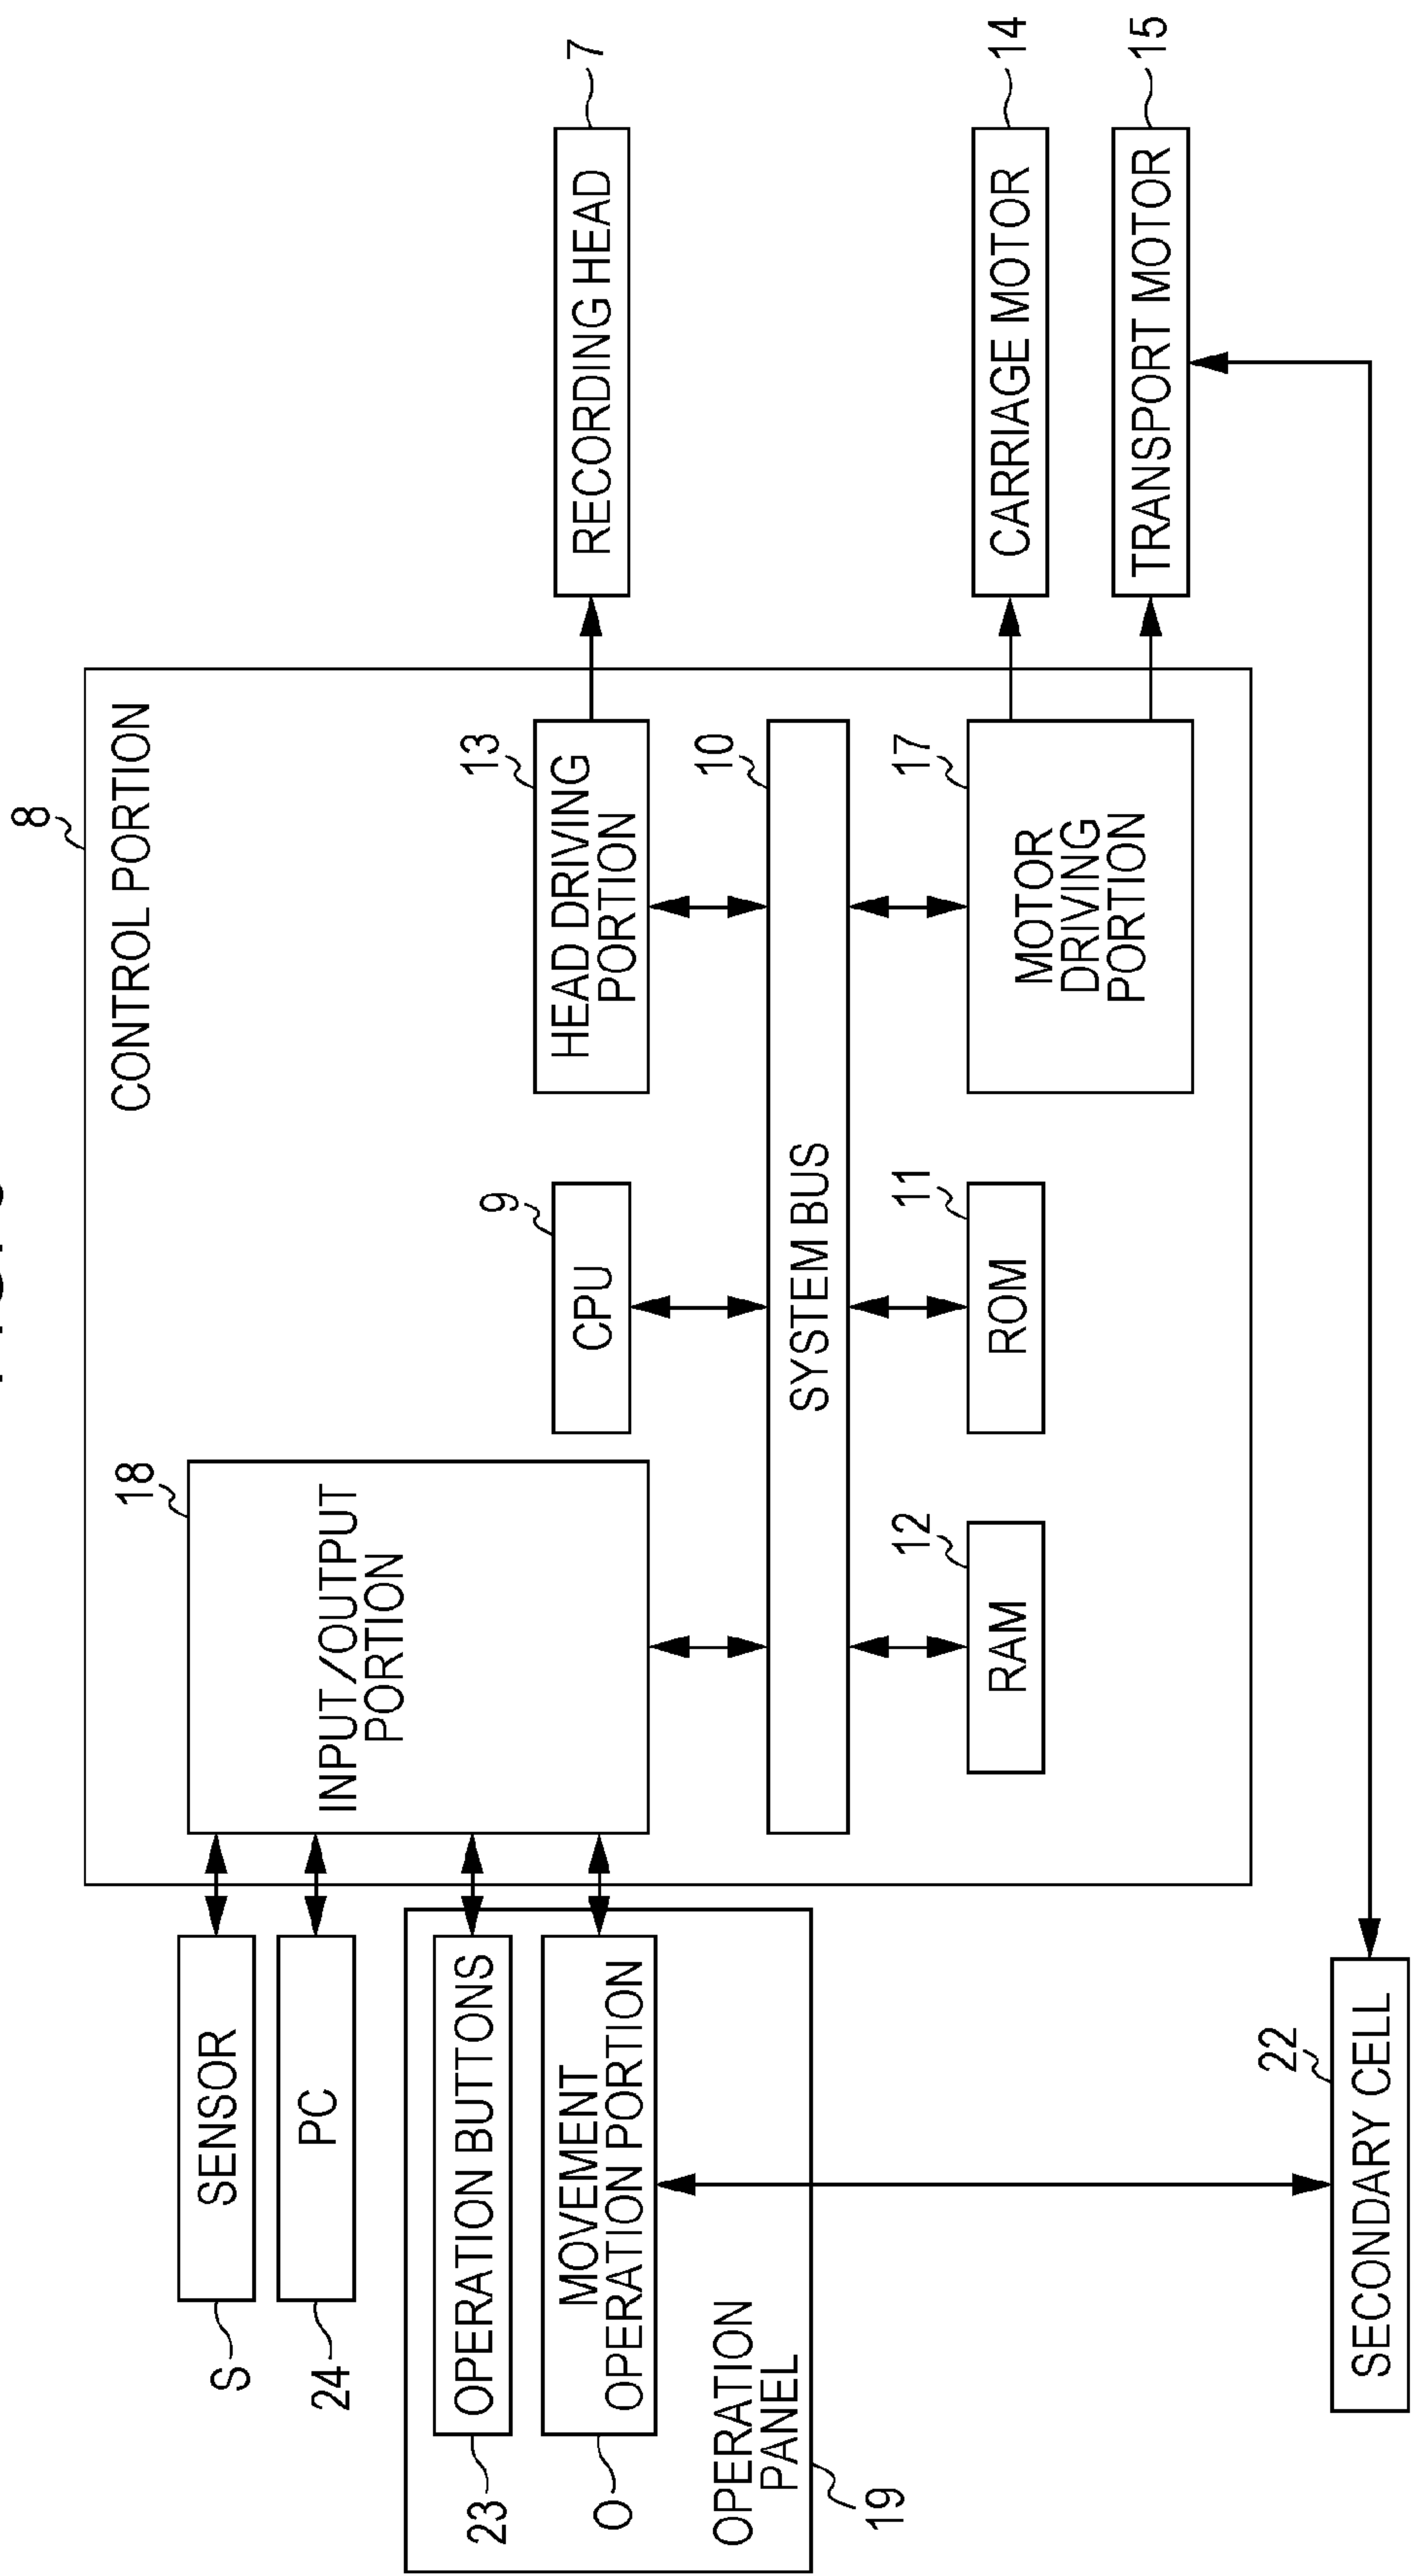 8
CONTROL PORTION
S
SENSOR
24
PC
18
INPUT/OUTPUT
PORTION
23
OPERATION BUTTONS
O
MOVEMENT
OPERATION PORTION
OPERATION
PANEL
19
9
CPU
13
HEAD DRIVING
PORTION
RECORDING HEAD
7
10
SYSTEM BUS
12
RAM
11
ROM
17
MOTOR
DRIVING
PORTION
CARRIAGE MOTOR
14
TRANSPORT MOTOR
15
22
SECONDARY CELL